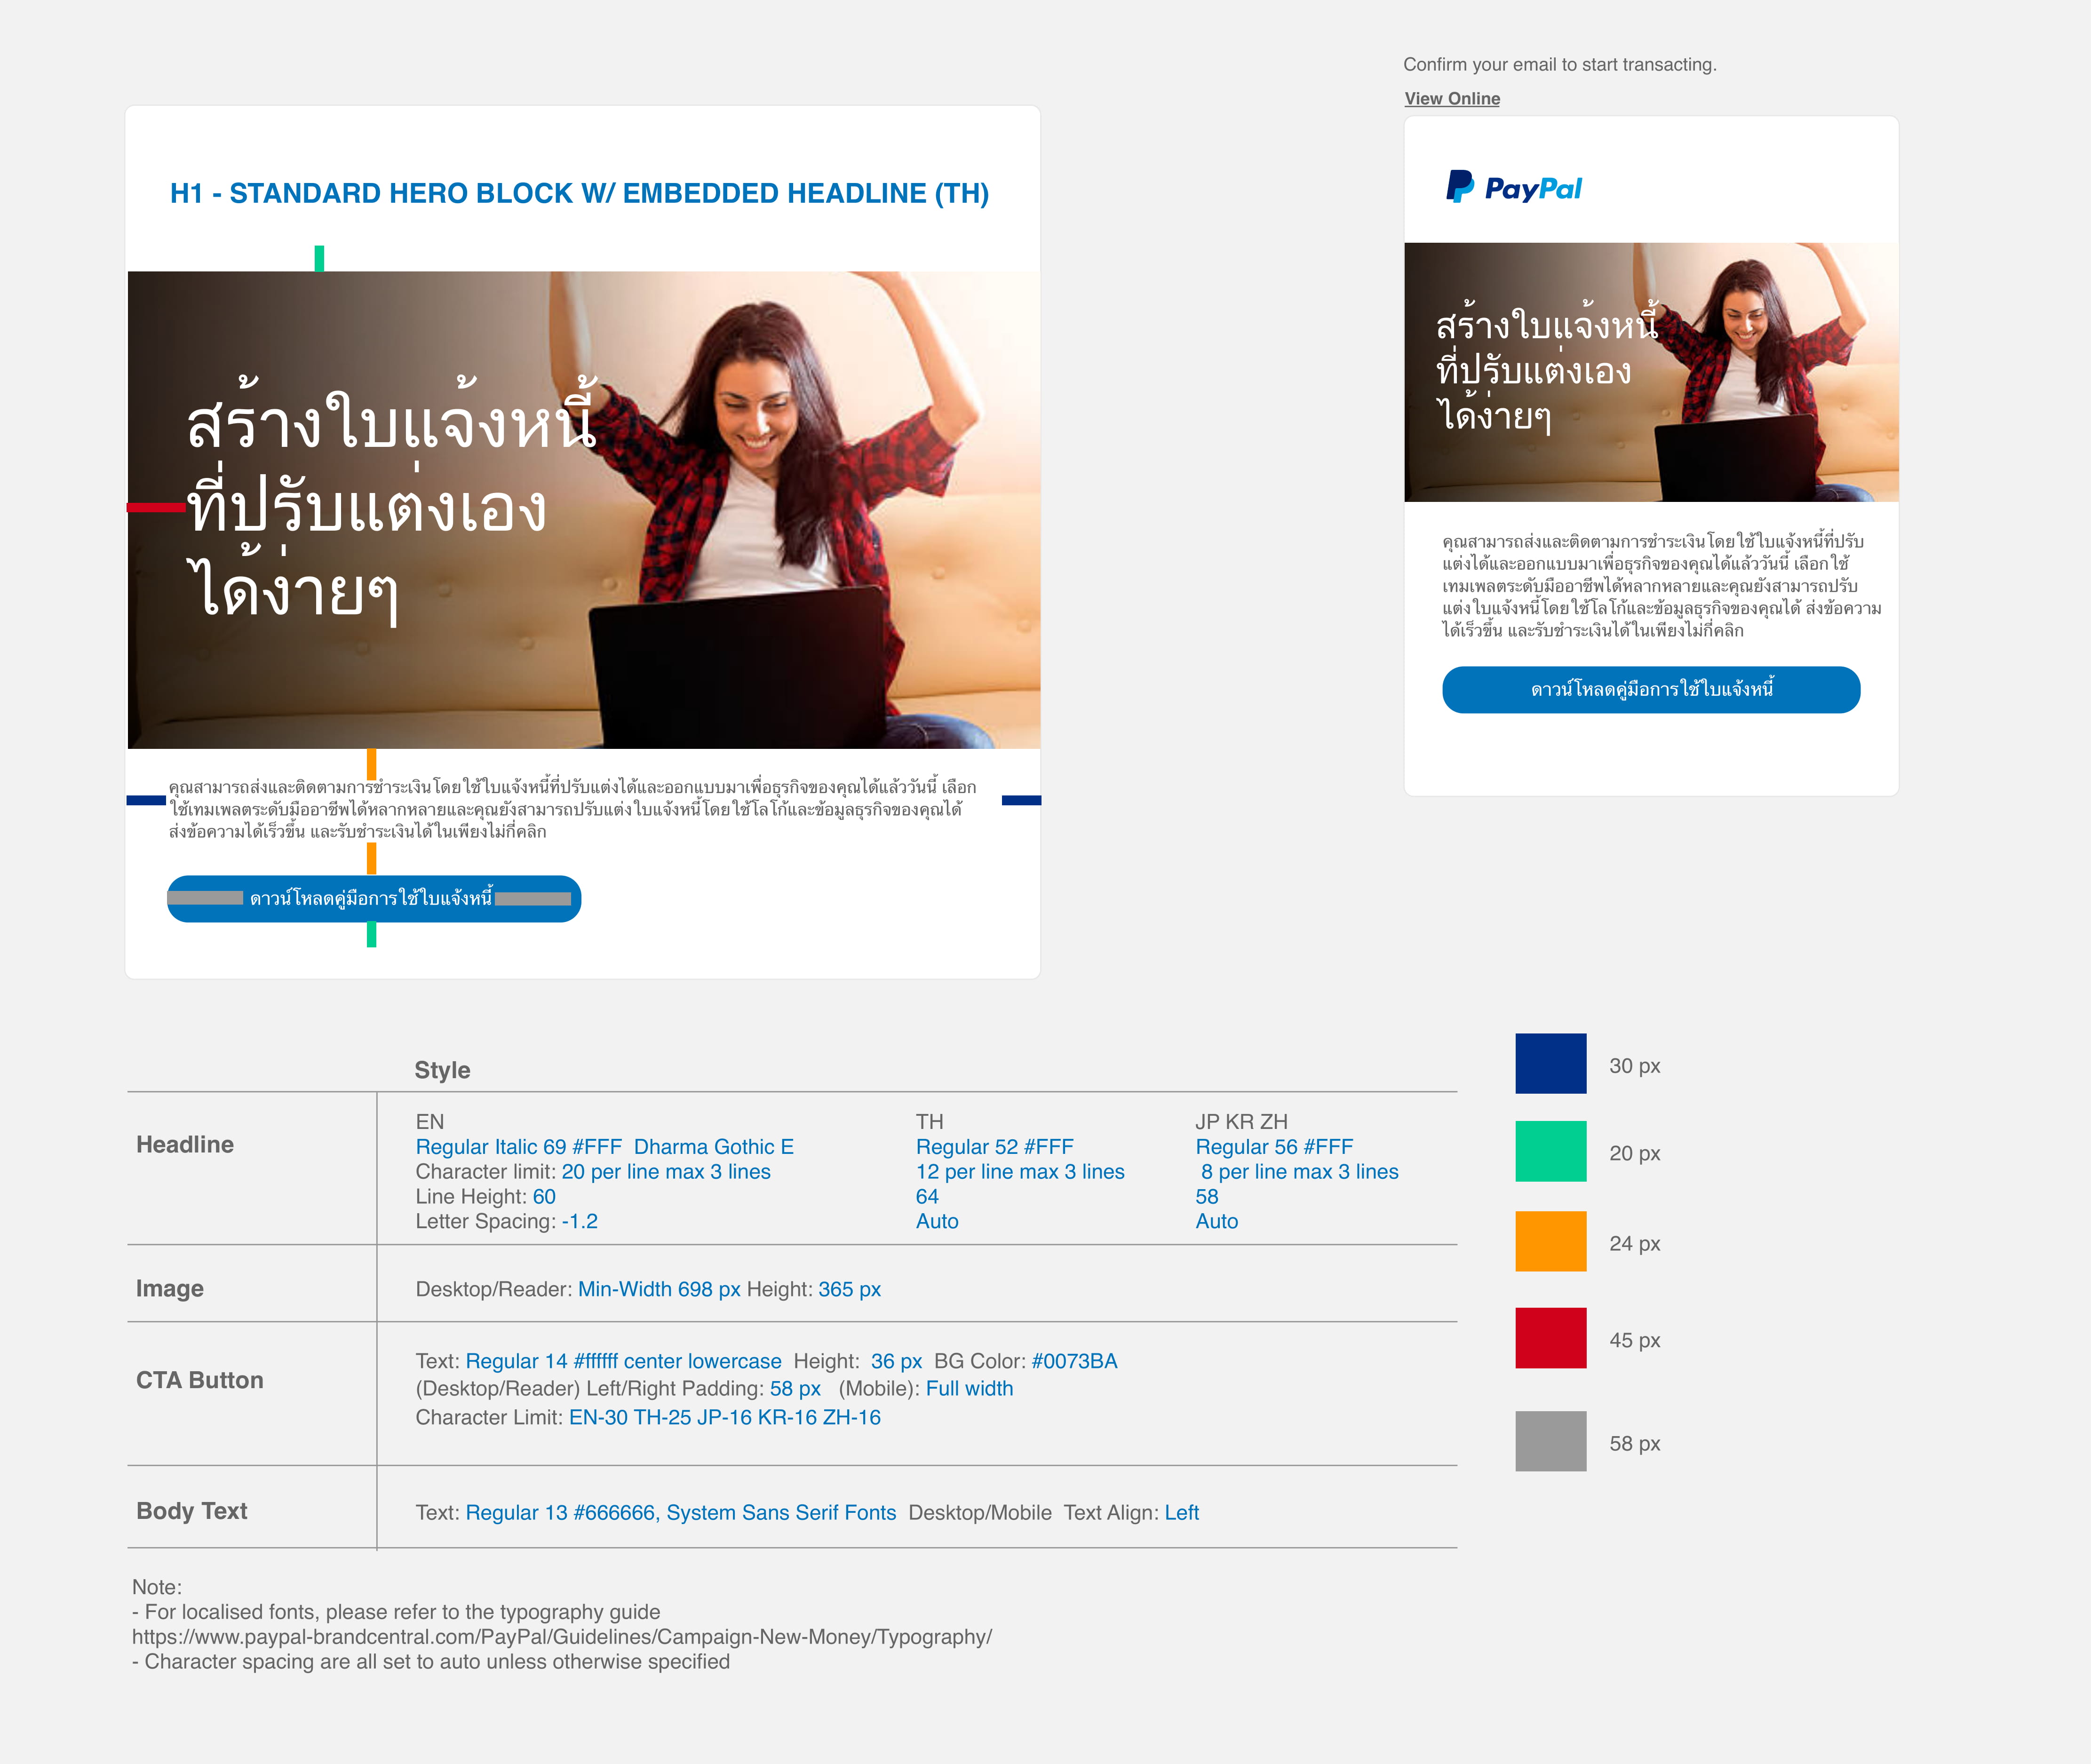 Confirm your email to start transacting.
View Online
H1 - STANDARD HERO BLOCK W/ EMBEDDED HEADLINE (TH)
สร้างใบแจ้งหนี้
ที่ปรับแต่งเอง
ได้ง่ายๆ
คุณสามารถส่งและติดตามการชำระเงินโดยใช้ใบแจ้งหนี้ที่ปรับแต่งได้และออกแบบมาเพื่อธุรกิจของคุณได้แล้ววันนี้ เลือก
ใช้เทมเพลตระดับมืออาชีพได้หลากหลายและคุณยังสามารถปรับแต่งใบแจ้งหนี้โดยใช้โลโก้และข้อมูลธุรกิจของคุณได้
ส่งข้อความได้เร็วขึ้น และรับชำระเงินได้ในเพียงไม่กี่คลิก
ดาวน์โหลดคู่มือการใช้ใบแจ้งหนี้
PayPal
สร้างใบแจ้งหนี้
ที่ปรับแต่งเอง
ได้ง่ายๆ
คุณสามารถส่งและติดตามการชำระเงินโดยใช้ใบแจ้งหนี้ที่ปรับ
แต่งได้และออกแบบมาเพื่อธุรกิจของคุณได้แล้ววันนี้ เลือกใช้
เทมเพลตระดับมืออาชีพได้หลากหลายและคุณยังสามารถปรับ
แต่งใบแจ้งหนี้โดยใช้โลโก้และข้อมูลธุรกิจของคุณได้ ส่งข้อความ
ได้เร็วขึ้น และรับชำระเงินได้ในเพียงไม่กี่คลิก
ดาวน์โหลดคู่มือการใช้ใบแจ้งหนี้
Style
Headline
EN TH JP KR ZH
Regular Italic 69 #FFF Dharma Gothic E Regular 52 #FFF Regular 56 #FFF
Character limit: 20 per line max 3 lines 12 per line max 3 lines 8 per line max 3 lines
Line Height: 60 64 58
Letter Spacing: -1.2 Auto Auto
Image
Desktop/Reader: Min-Width 698 px Height: 365 px
CTA Button
Text: Regular 14 #ffffff center lowercase Height: 36 px BG Color: #0073BA
(Desktop/Reader) Left/Right Padding: 58 px (Mobile): Full width
Character Limit: EN-30 TH-25 JP-16 KR-16 ZH-16
Body Text
Text: Regular 13 #666666, System Sans Serif Fonts Desktop/Mobile Text Align: Left
30 px
20 px
24 px
45 px
58 px
Note:
- For localised fonts, please refer to the typography guide
https://www.paypal-brandcentral.com/PayPal/Guidelines/Campaign-New-Money/Typography/
- Character spacing are all set to auto unless otherwise specified